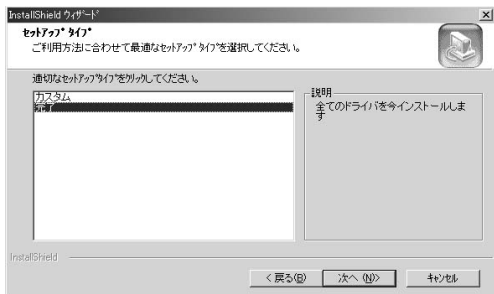 InstallShield ウィザード
セットアップ タイプ
ご利用方法に合わせて最適なセットアップ タイプを選択してください。
適切なセットアップタイプをクリックしてください。
カスタム
完了
説明
全てのドライバを今インストールしま
す
InstallShield
< 戻る(B)
次へ (N)>
キャンセル